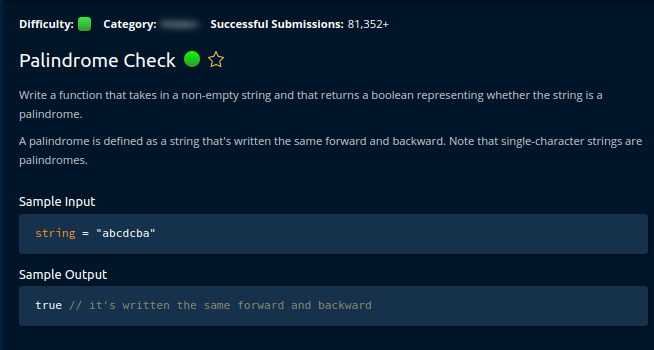 Difficulty: Category: Successful Submissions: 81,352+
Palindrome Check
Write a function that takes in a non-empty string and that returns a boolean representing whether the string is a
palindrome.
A palindrome is defined as a string that's written the same forward and backward. Note that single-character strings are
palindromes.
Sample Input
string = "abcdcba"
Sample Output
true // it's written the same forward and backward